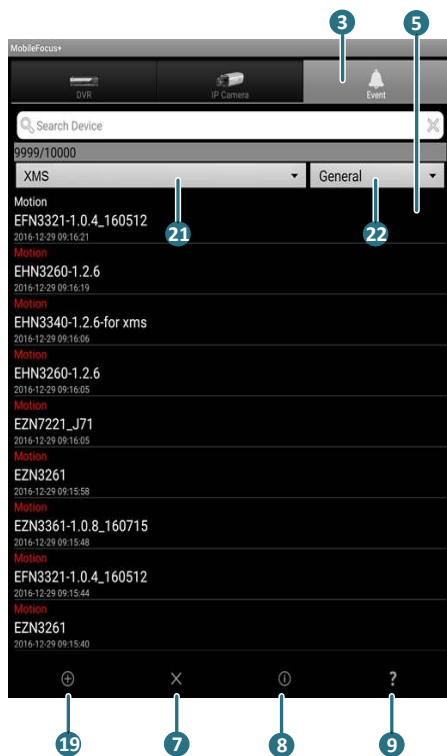 3
5
MobileFocus+
DVR
IP Camera
Event
Search Device
9999/10000
XMS
General
21
22
Motion
EFN3321-1.0.4_160512
2016-12-29 09:16:21
Motion
EHN3260-1.2.6
2016-12-29 09:16:19
Motion
EHN3340-1.2.6-for xms
2016-12-29 09:16:06
Motion
EHN3260-1.2.6
2016-12-29 09:16:05
Motion
EZN7221_J71
2016-12-29 09:16:05
Motion
EZN3261
2016-12-29 09:15:58
Motion
EZN3361-1.0.8_160715
2016-12-29 09:15:48
Motion
EFN3321-1.0.4_160512
2016-12-29 09:15:44
Motion
EZN3261
2016-12-29 09:15:40
?
19
7
8
9